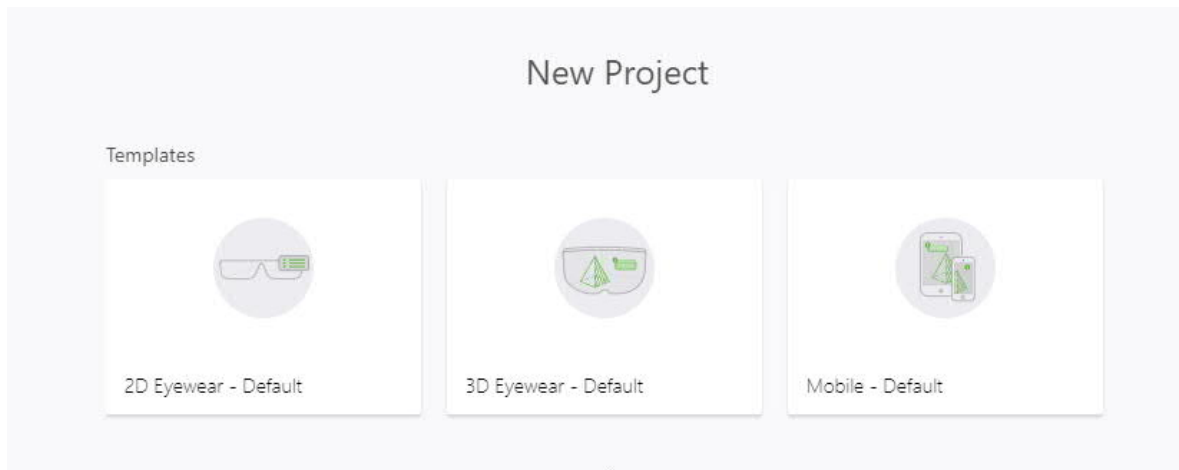 New Project
Templates
2D Eyewear - Default
3D Eyewear - Default
Mobile - Default